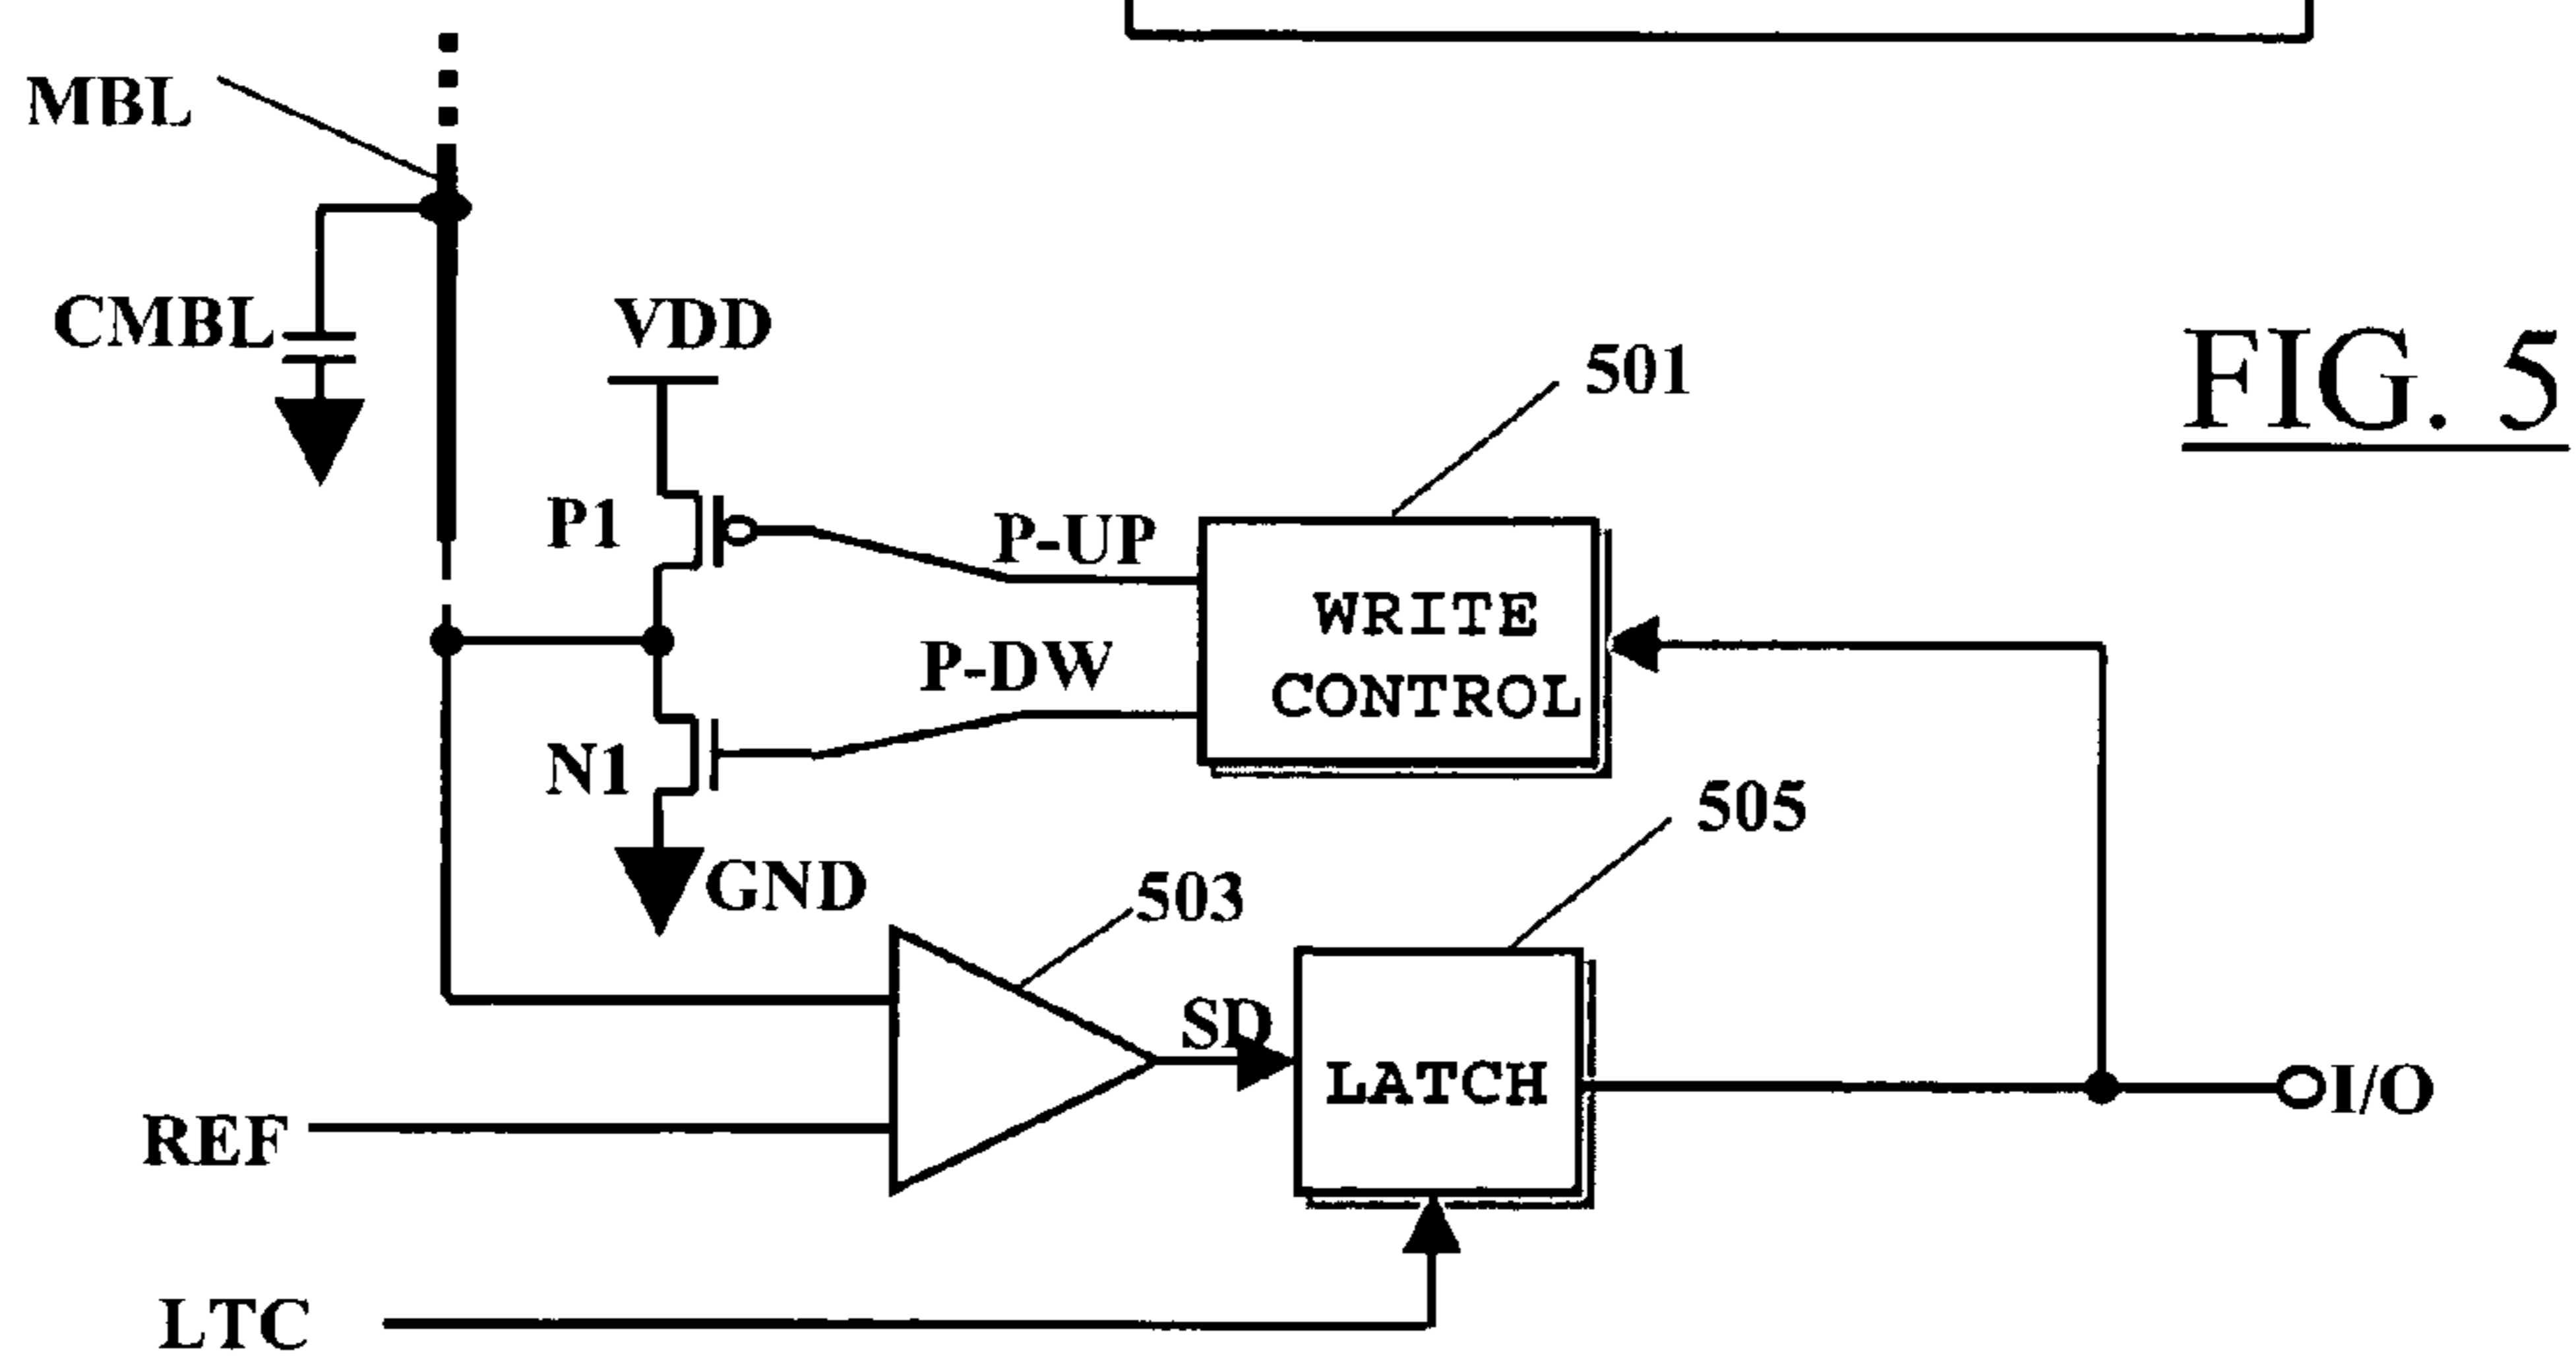 MBL
CMBL
VDD
501
FIG. 5
P1
P-UP
WRITE
CONTROL
P-DW
N1
505
GND
503
SD
LATCH
I/O
REF
LTC